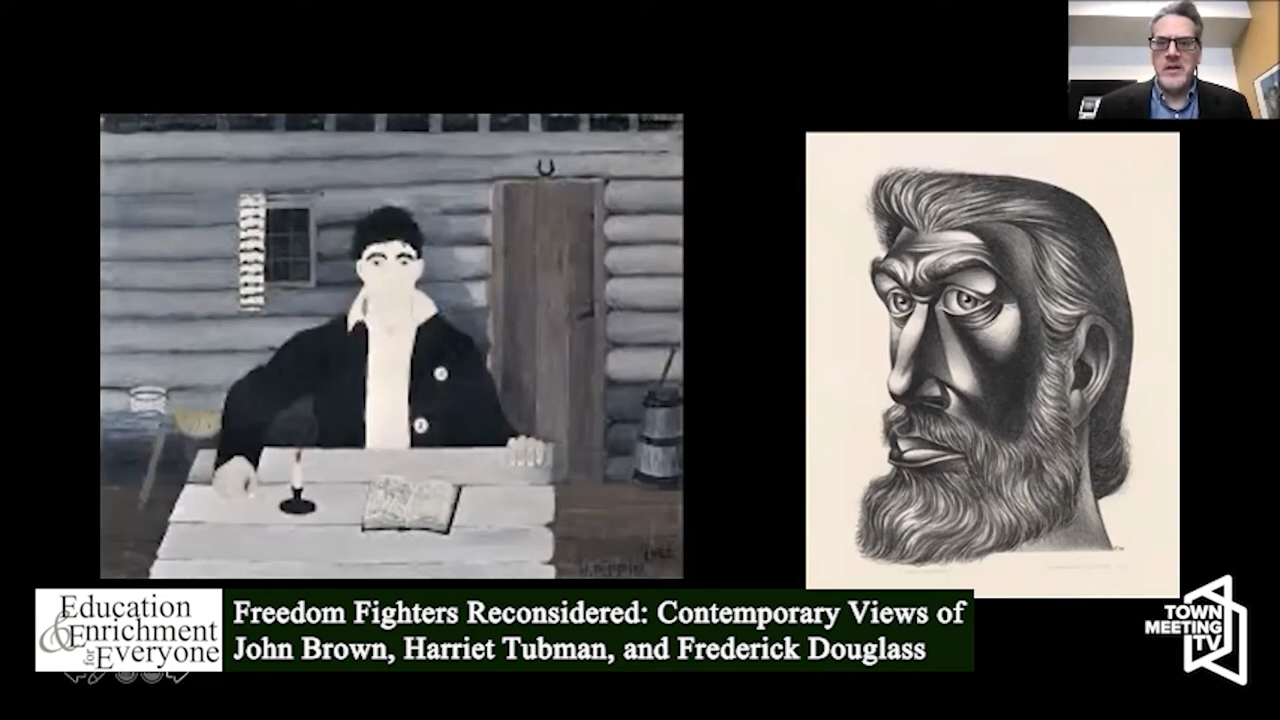 Education
& Enrichment
for Everyone
Freedom Fighters Reconsidered: Contemporary Views of
John Brown, Harriet Tubman, and Frederick Douglass
TOWN
MEETING
TV